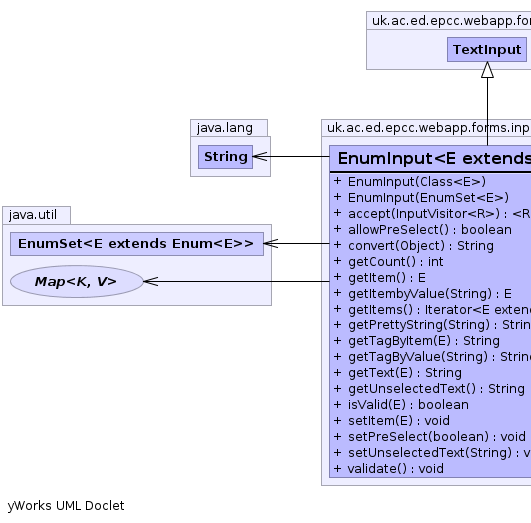 uk.ac.ed.epcc.webapp.fo
TextInput
java.lang
String
uk.ac.ed.epcc.webapp.forms.inp
EnumInput<E extends
java.util
EnumSet<E extends Enum<E>>
Map<K, V>
+ EnumInput(Class<E>)
+ EnumInput(EnumSet<E>)
+ accept(InputVisitor<R>) : <R
+ allowPreSelect() : boolean
+ convert(Object) : String
+ getCount() : int
+ getItem() : E
+ getItembyValue(String) : E
+ getItems() : Iterator<E exten
+ getPrettyString(String) : Strin
+ getTagByItem(E) : String
+ getTagByValue(String) : Strin
+ getText(E) : String
+ getUnselectedText() : String
+ isValid(E) : boolean
+ setItem(E) : void
+ setPreSelect(boolean) : void
+ setUnselectedText(String) : v
+ validate() : void
yWorks UML Doclet